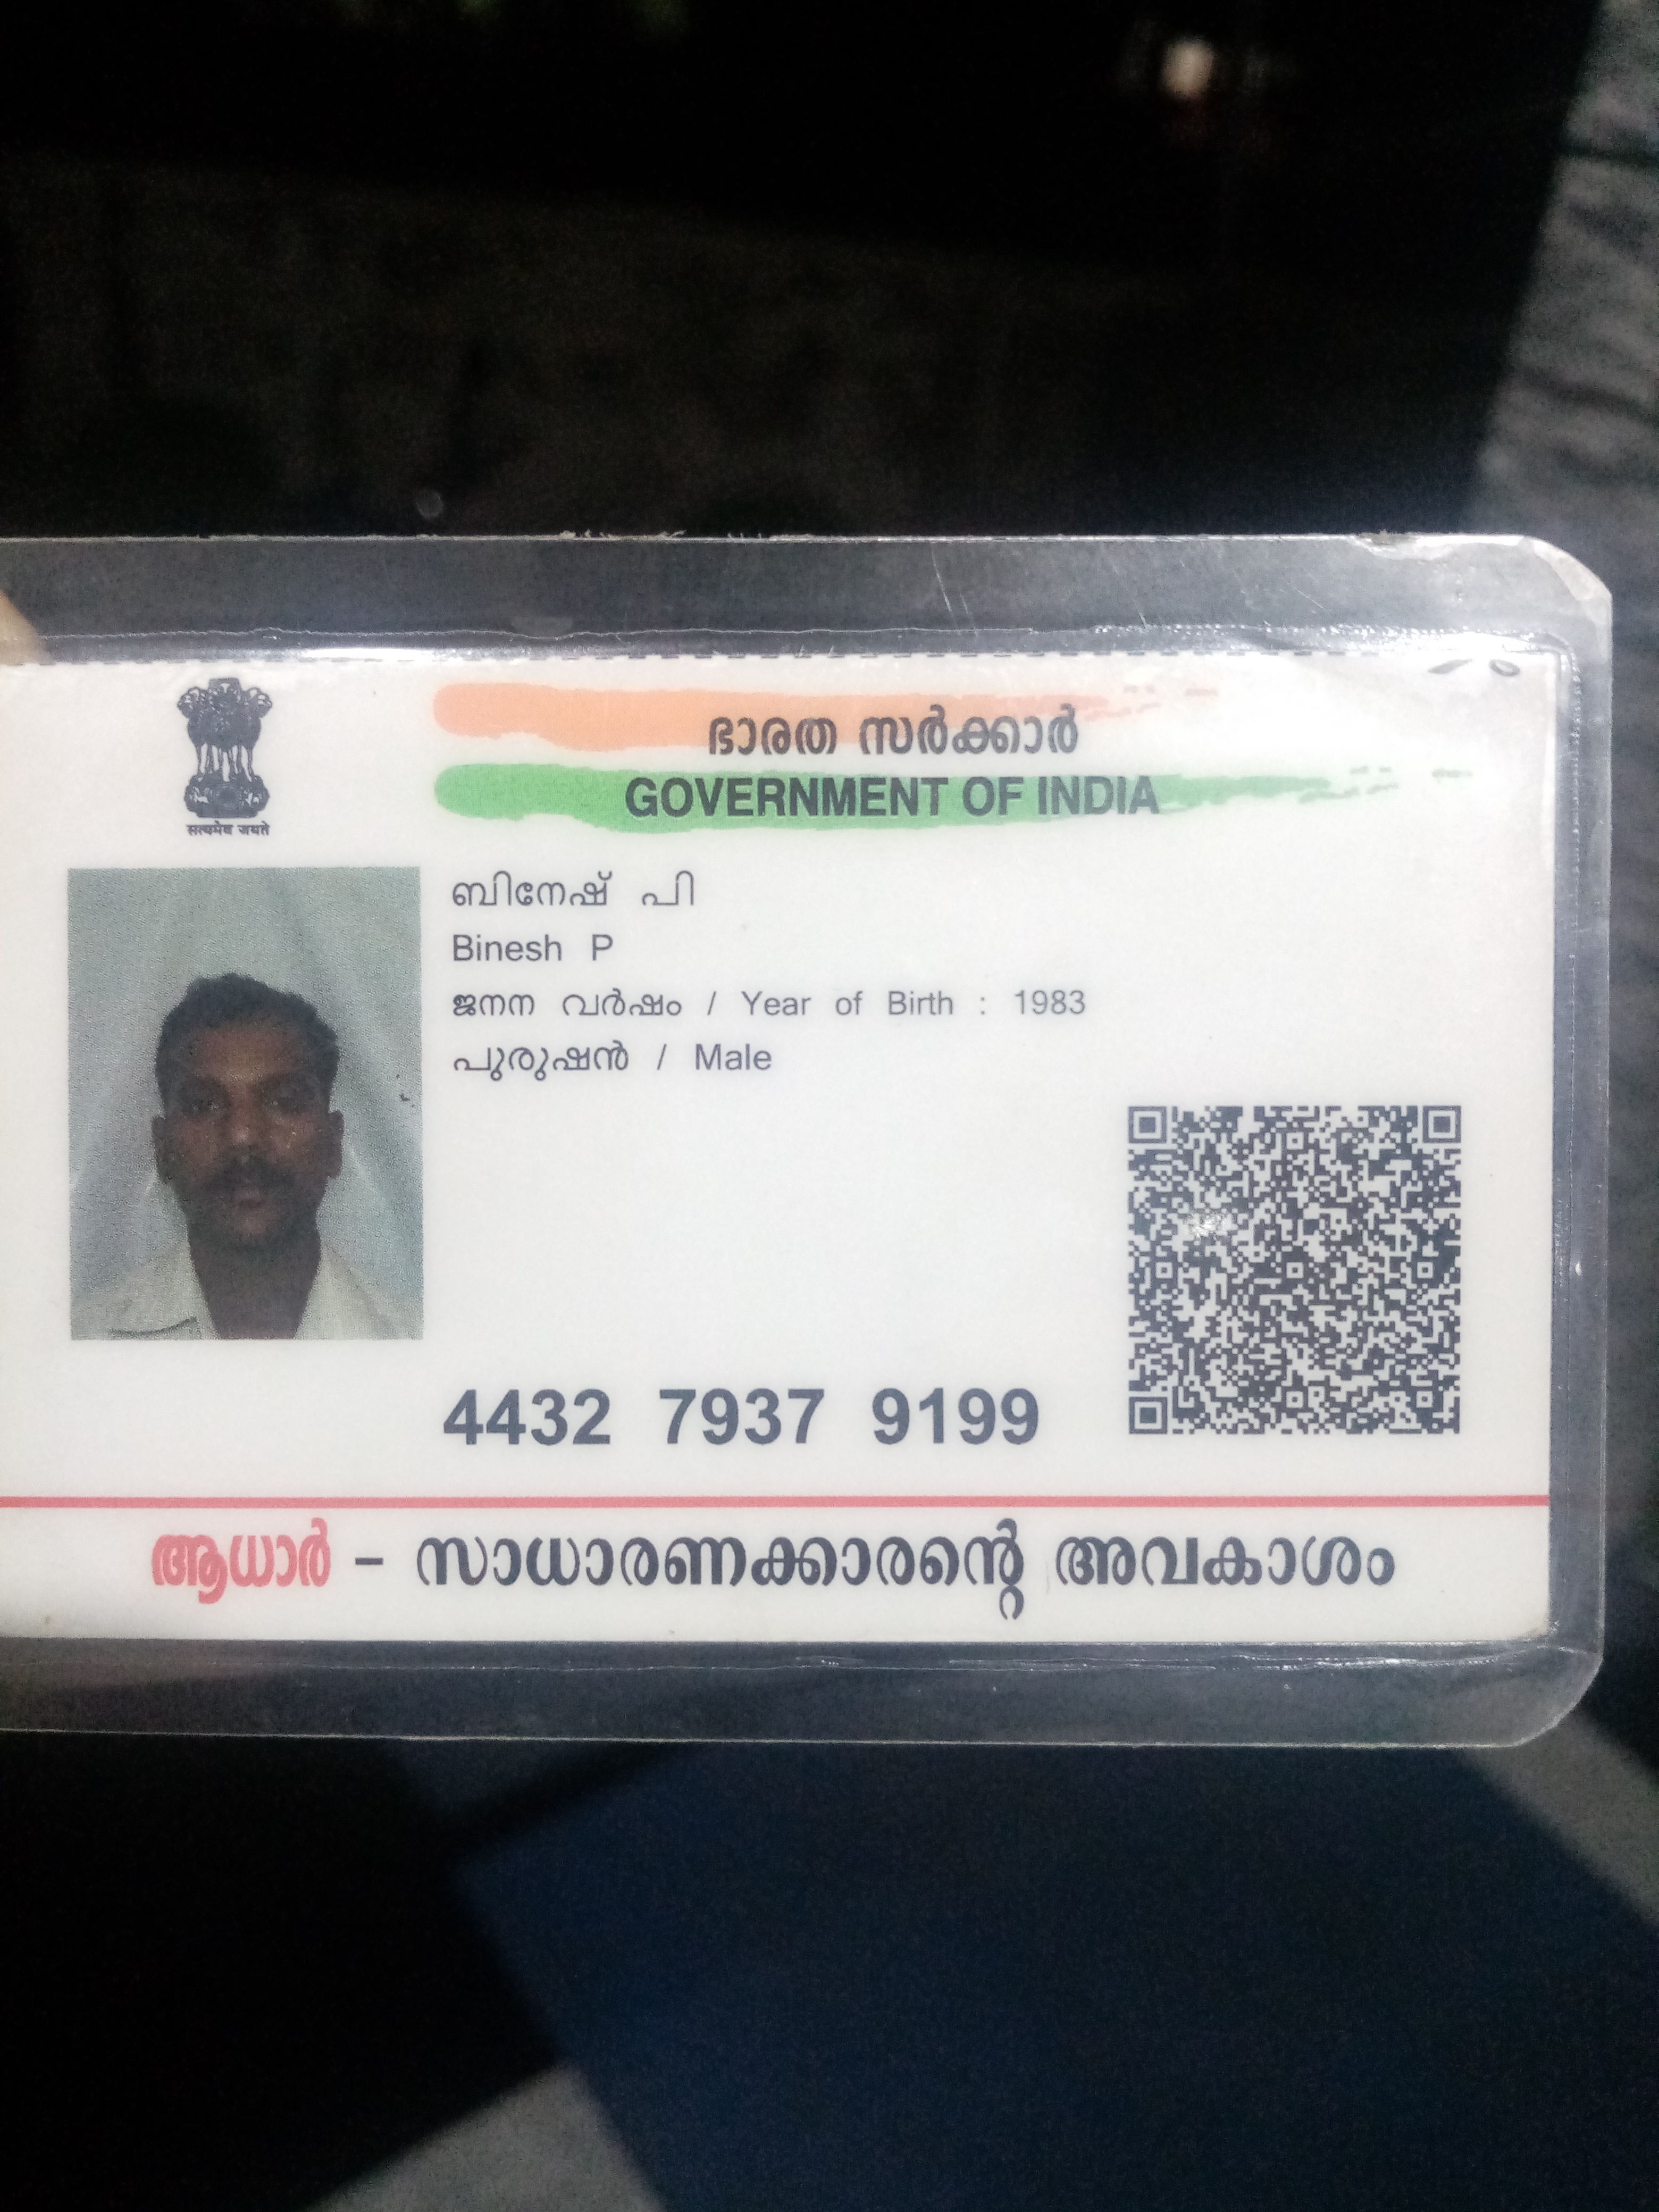 ഭാരത സർക്കാർ
GOVERNMENT OF INDIA
सत्यमेव जयते
ബിനേഷ് പി
Binesh P
ജനന വർഷം / Year of Birth : 1983
പുരുഷൻ / Male
4432 7937 9199
ആധാർ – സാധാരണക്കാരന്റെ അവകാശം